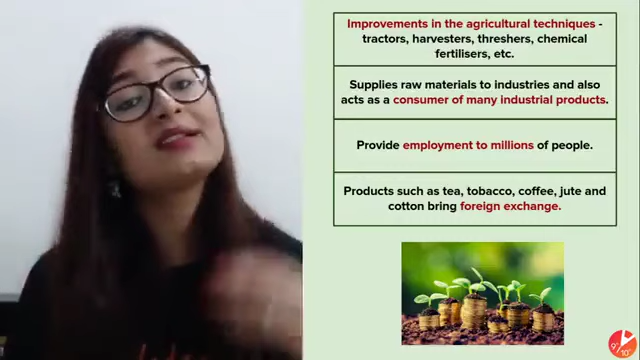 Improvements in the agricultural techniques -
tractors, harvesters, threshers, chemical
fertilisers, etc.
Supplies raw materials to industries and also
acts as a consumer of many industrial products.
Provide employment to millions of people.
Products such as tea, tobacco, coffee, jute and
cotton bring foreign exchange.